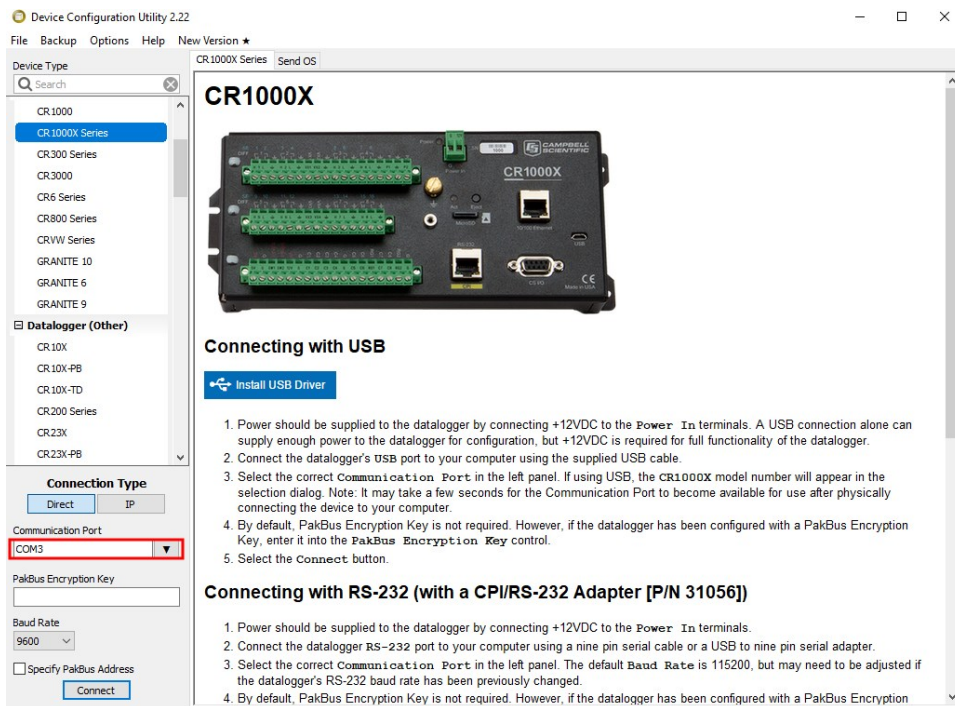 Device Configuration Utility 2.22
File Backup Options Help New Version ★
Device Type
Search
CR1000
CR1000X Series
CR300 Series
CR3000
CR6 Series
CR800 Series
CRVW Series
GRANITE 10
GRANITE 6
GRANITE 9
Datalogger (Other)
CR10X
CR10X-PB
CR10X-TD
CR200 Series
CR23X
CR23X-PB
Connection Type
Direct IP
Communication Port
COM3
PakBus Encryption Key
Baud Rate
9600
Specify PakBus Address
Connect
CR1000X Series Send OS
CR1000X
CAMPBELL
SCIENTIFIC
CR1000X
Power In
10/100 Ethernet
USB
RS-232
CPI
CS I/O
CE
Made in USA
Connecting with USB
Install USB Driver
1. Power should be supplied to the datalogger by connecting +12VDC to the Power In terminals. A USB connection alone can
supply enough power to the datalogger for configuration, but +12VDC is required for full functionality of the datalogger.
2. Connect the datalogger's USB port to your computer using the supplied USB cable.
3. Select the correct Communication Port in the left panel. If using USB, the CR1000X model number will appear in the
selection dialog. Note: It may take a few seconds for the Communication Port to become available for use after physically
connecting the device to your computer.
4. By default, PakBus Encryption Key is not required. However, if the datalogger has been configured with a PakBus Encryption
Key, enter it into the PakBus Encryption Key control.
5. Select the Connect button.
Connecting with RS-232 (with a CPI/RS-232 Adapter [P/N 31056])
1. Power should be supplied to the datalogger by connecting +12VDC to the Power In terminals.
2. Connect the datalogger RS-232 port to your computer using a nine pin serial cable or a USB to nine pin serial adapter.
3. Select the correct Communication Port in the left panel. The default Baud Rate is 115200, but may need to be adjusted if
the datalogger's RS-232 baud rate has been previously changed.
4. By default, PakBus Encryption Key is not required. However, if the datalogger has been configured with a PakBus Encryption